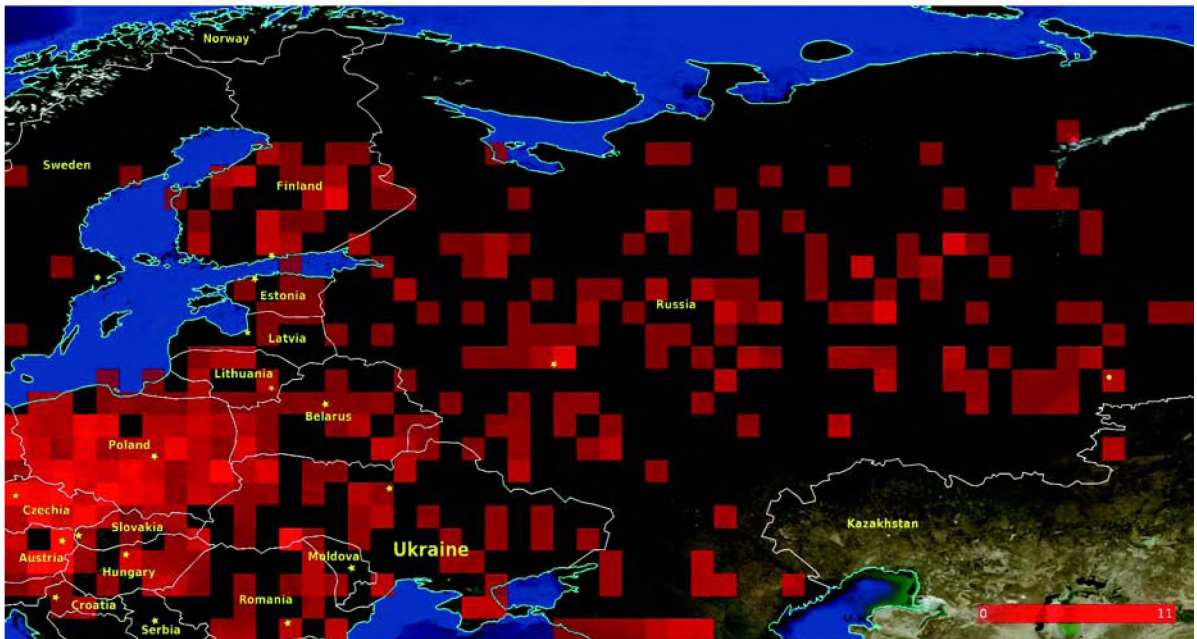 Norway
Sweden
Finland
Estonia
Russia
Latvia
Lithuania
Belarus
Poland
Czechia
Slovakia
Kazakhstan
Ukraine
Austria
Moldova
Hungary
Croatia
Romania
Serbia
0 11